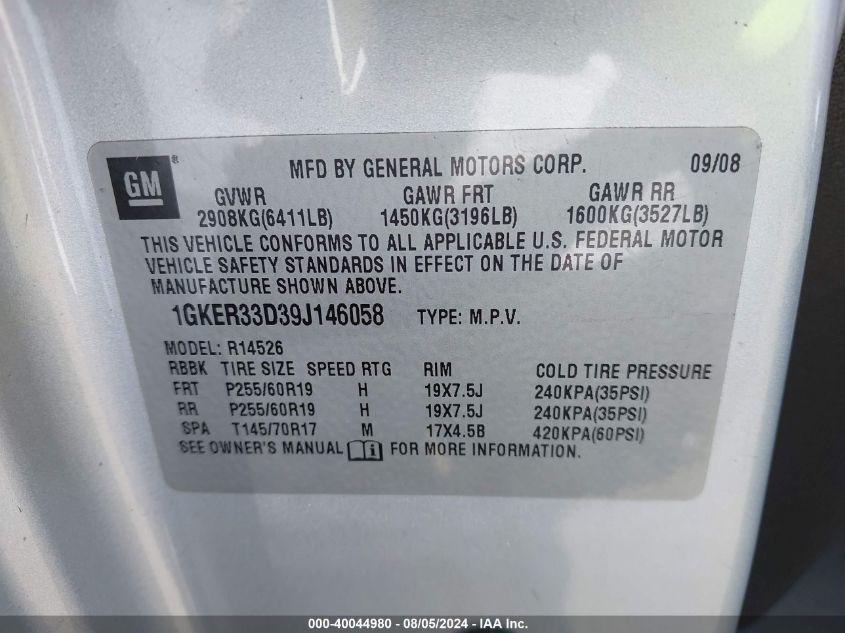 GM®
MFD BY GENERAL MOTORS CORP. 09/08
GVWR GAWR FRT GAWR RR
2908KG(6411LB) 1450KG(3196LB) 1600KG(3527LB)
THIS VEHICLE CONFORMS TO ALL APPLICABLE U.S. FEDERAL MOTOR
VEHICLE SAFETY STANDARDS IN EFFECT ON THE DATE OF
MANUFACTURE SHOWN ABOVE.
1GKER33D39J146058 TYPE: M.P.V.
MODEL: R14526
RBBK TIRE SIZE SPEED RTG RIM COLD TIRE PRESSURE
FRT P255/60R19 H 19X7.5J 240KPA(35PSI)
RR P255/60R19 H 19X7.5J 240KPA(35PSI)
SPA T145/70R17 M 17X4.5B 420KPA(60PSI)
SEE OWNER'S MANUAL i FOR MORE INFORMATION.
000-40044980 - 08/05/2024 - IAA Inc.